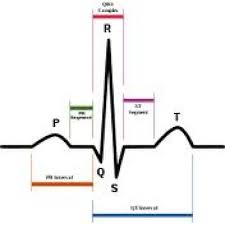 QRS
Complex
R
P
PR
Segment
ST
Segment
T
Q
S
PR Interval
QT Interval